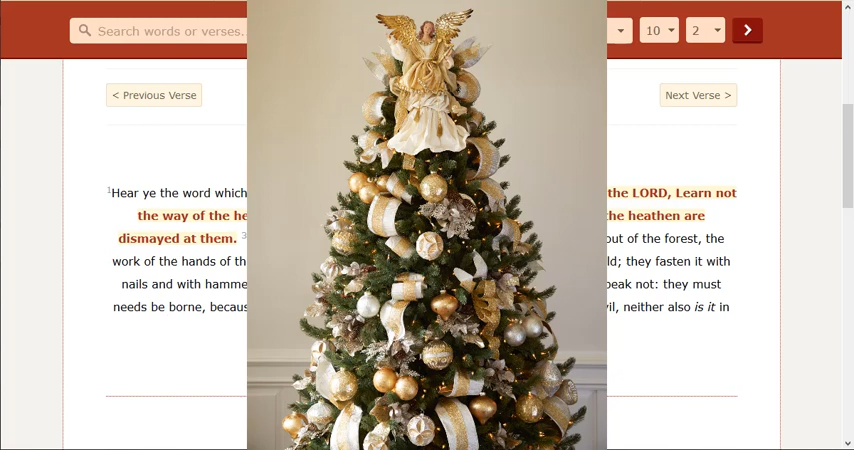 Search words or verses. 10 2 >
< Previous Verse Next Verse >
1Hear ye the word which the LORD, Learn not
the way of the he the heathen are
dismayed at them. 3 out of the forest, the
work of the hands of th ld; they fasten it with
nails and with hamme peak not: they must
needs be borne, becaus vil, neither also is it in